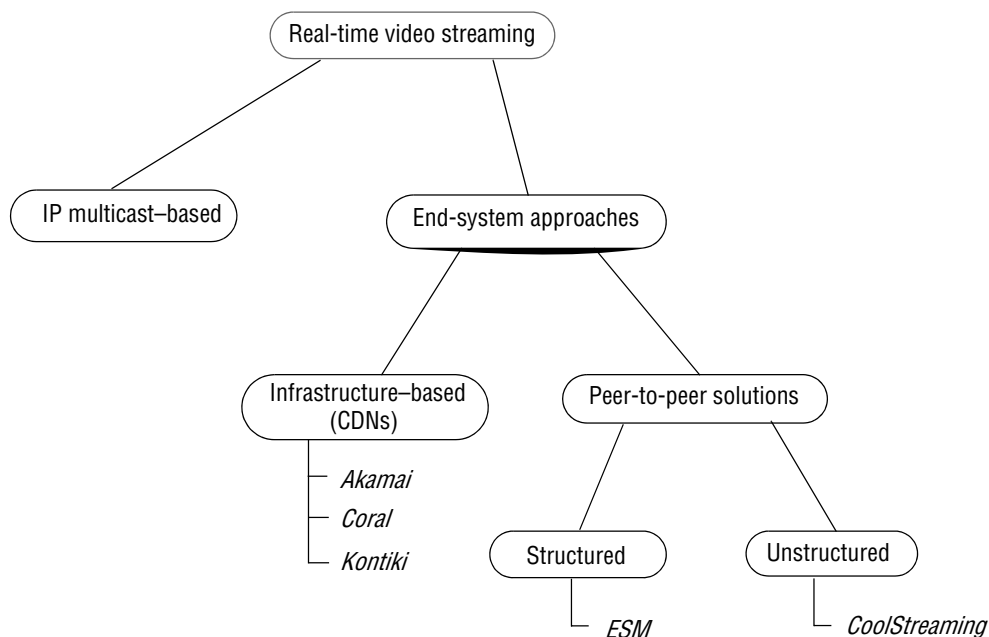 Real-time video streaming
IP multicast–based
End-system approaches
Infrastructure–based
(CDNs)
Peer-to-peer solutions
Akamai
Coral
Kontiki
Structured
Unstructured
ESM
CoolStreaming